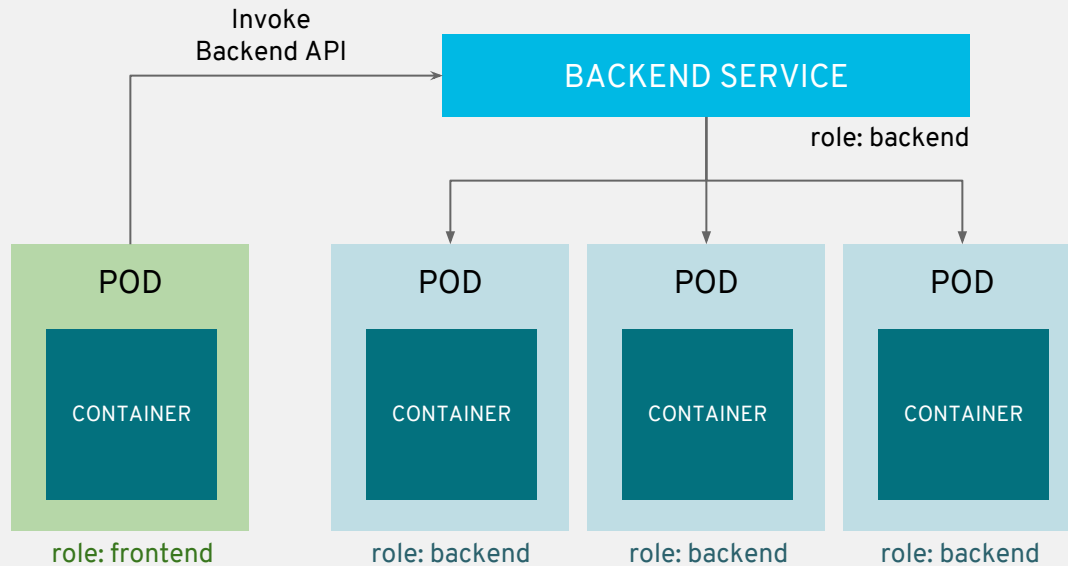 Invoke
Backend API
BACKEND SERVICE
role: backend
POD
POD
POD
POD
CONTAINER
CONTAINER
CONTAINER
CONTAINER
role: frontend
role: backend
role: backend
role: backend